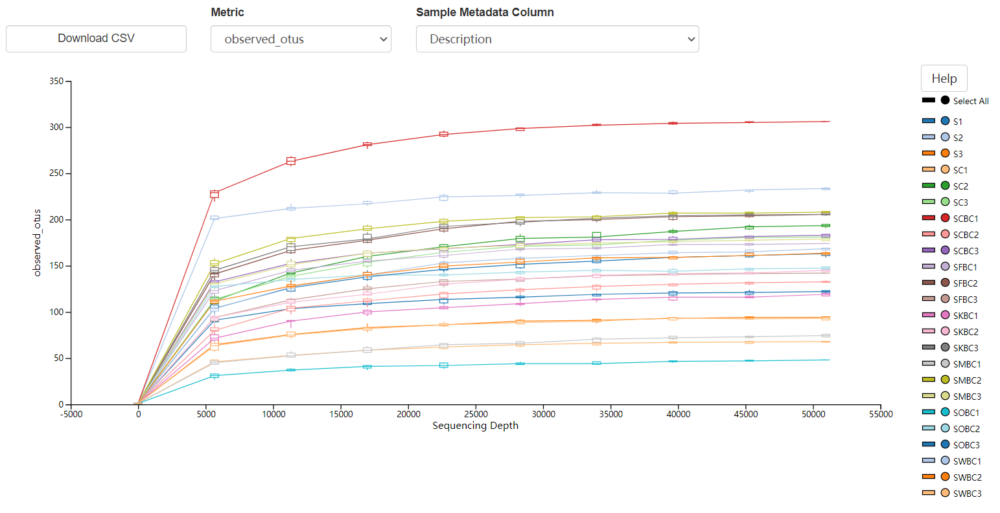 Metric
Sample Metadata Column
Download CSV
observed_otus
Description
Help
Select All
S1
S2
S3
SC1
SC2
SC3
SCBC1
SCBC2
SCBC3
SFBC1
SFBC2
SFBC3
SKBC1
SKBC2
SKBC3
SMBC1
SMBC2
SMBC3
SOBC1
SOBC2
SOBC3
SWBC1
SWBC2
SWBC3
observed_otus
350
300
250
200
150
100
50
0
-5000 0 5000 10000 15000 20000 25000 30000 35000 40000 45000 50000 55000
Sequencing Depth